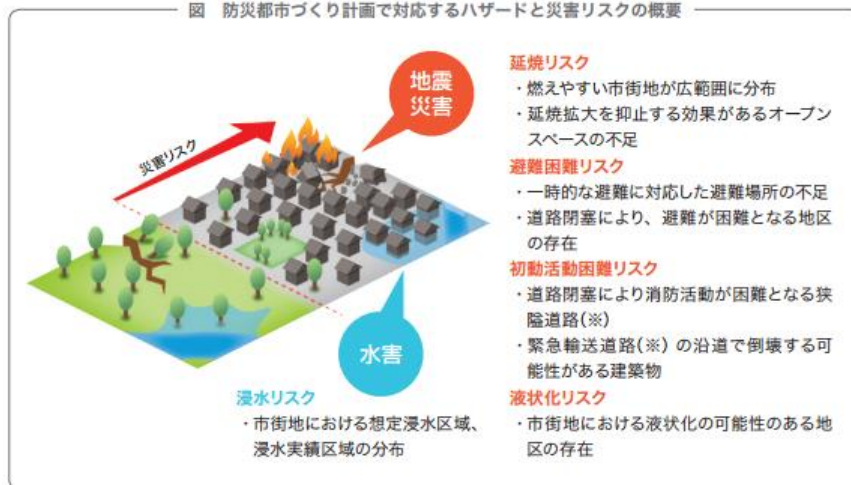 図 防災都市づくり計画で対応するハザードと災害リスクの概要
地震
災害
災害リスク
水害
浸水リスク
・市街地における想定浸水区域、
浸水実績区域の分布
延焼リスク
・燃えやすい市街地が広範囲に分布
・延焼拡大を抑止する効果があるオープン
スペースの不足
避難困難リスク
・一時的な避難に対応した避難場所の不足
・道路閉塞により、避難が困難となる地区
の存在
初動活動困難リスク
・道路閉塞により消防活動が困難となる狭
隘道路(※)
・緊急輸送道路(※) の沿道で倒壊する可
能性がある建築物
液状化リスク
・市街地における液状化の可能性のある地
区の存在